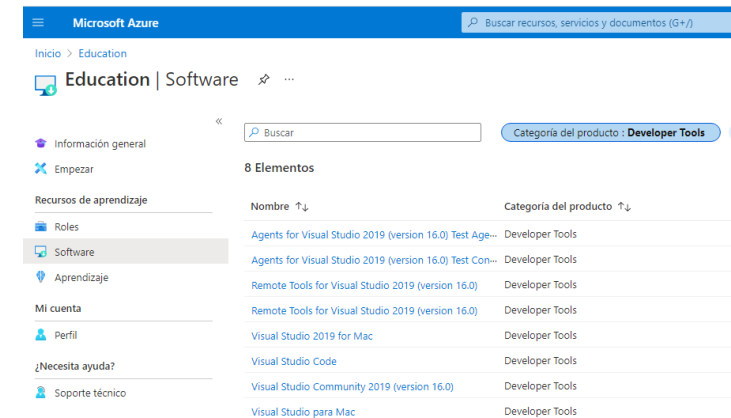 Microsoft Azure
Buscar recursos, servicios y documentos (G+/)
Inicio > Education
Education | Software
Información general
Empezar
Recursos de aprendizaje
Roles
Software
Aprendizaje
Mi cuenta
Perfil
¿Necesita ayuda?
Soporte técnico
Buscar
Categoría del producto : Developer Tools
8 Elementos
Nombre ↑↓ Categoría del producto ↑↓
Agents for Visual Studio 2019 (version 16.0) Test Age··· Developer Tools
Agents for Visual Studio 2019 (version 16.0) Test Con··· Developer Tools
Remote Tools for Visual Studio 2019 (version 16.0) Developer Tools
Remote Tools for Visual Studio 2019 (version 16.0) Developer Tools
Visual Studio 2019 for Mac Developer Tools
Visual Studio Code Developer Tools
Visual Studio Community 2019 (version 16.0) Developer Tools
Visual Studio para Mac Developer Tools